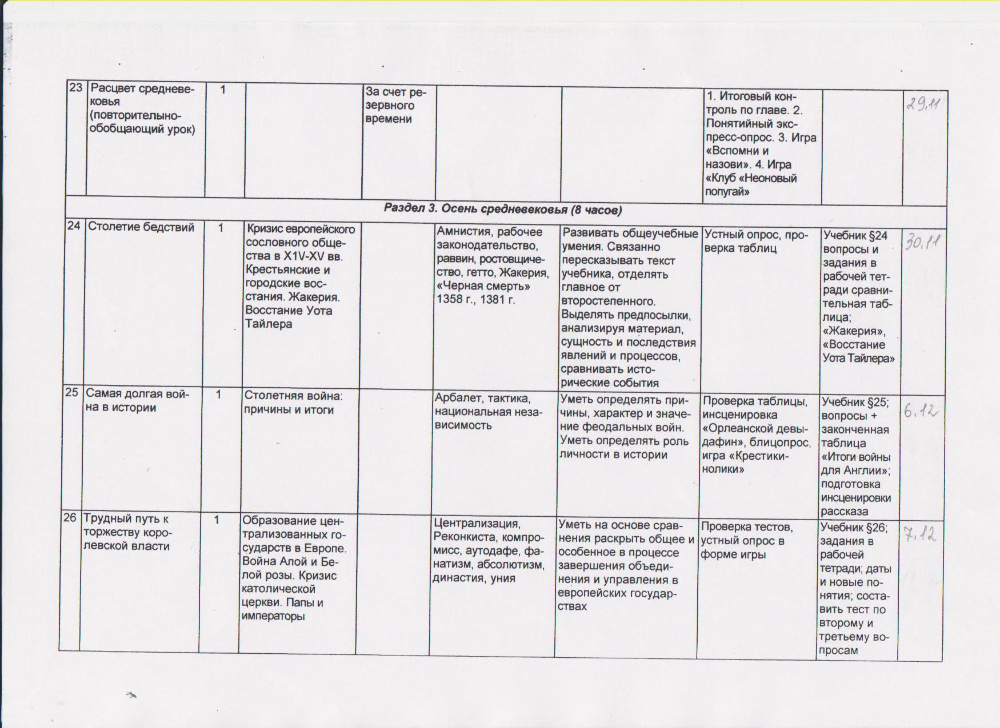 23
Расцвет средневе-
ковья
(повторительно-
обобщающий урок)
1
За счет ре-
зервного
времени
1. Итоговый кон-
троль по главе. 2.
Понятийный экс-
пресс-опрос. 3. Игра
«Вспомни и
назови». 4. Игра
«Клуб «Неоновый
попугай»
29,11
Раздел 3. Осень средневековья (8 часов)
24
Столетие бедствий
1
Кризис европейского
сословного обще-
ства в X1V-XV вв.
Крестьянские и
городские вос-
стания. Жакерия.
Восстание Уота
Тайлера
Амнистия, рабочее
законодательство,
раввин, ростовщиче-
ство, гетто, Жакерия,
«Черная смерть»
1358 г., 1381 г.
Развивать общеучебные
умения. Связанно
пересказывать текст
учебника, отделять
главное от
второстепенного.
Выделять предпосылки,
анализируя материал,
сущность и последствия
явлений и процессов,
сравнивать исто-
рические события
Устный опрос, про-
верка таблиц
Учебник §24
вопросы и
задания в
рабочей тет-
ради сравни-
тельная таб-
лица;
«Жакерия»,
«Восстание
Уота Тайлера»
30,11
25
Самая долгая вой-
на в истории
1
Столетняя война:
причины и итоги
Арбалет, тактика,
национальная неза-
висимость
Уметь определять при-
чины, характер и значе-
ние феодальных войн.
Уметь определять роль
личности в истории
Проверка таблицы,
инсценировка
«Орлеанской девы-
дафин», блицопрос,
игра «Крестики-
нолики»
Учебник §25;
вопросы +
законченная
таблица
«Итоги войны
для Англии»;
подготовка
инсценировки
рассказа
6.12
26
Трудный путь к
торжеству коро-
левской власти
1
Образование цен-
трализованных го-
сударств в Европе.
Война Алой и Бе-
лой розы. Кризис
католической
церкви. Папы и
императоры
Централизация,
Реконкиста, компро-
мисс, аутодафе, фа-
натизм, абсолютизм,
династия, уния
Уметь на основе срав-
нения раскрыть общее и
особенное в процессе
завершения объеди-
нения и управления в
европейских государ-
ствах
Проверка тестов,
устный опрос в
форме игры
Учебник §26;
задания в
рабочей
тетради; даты
и новые по-
нятия; соста-
вить тест по
второму и
третьему во-
просам
7.12